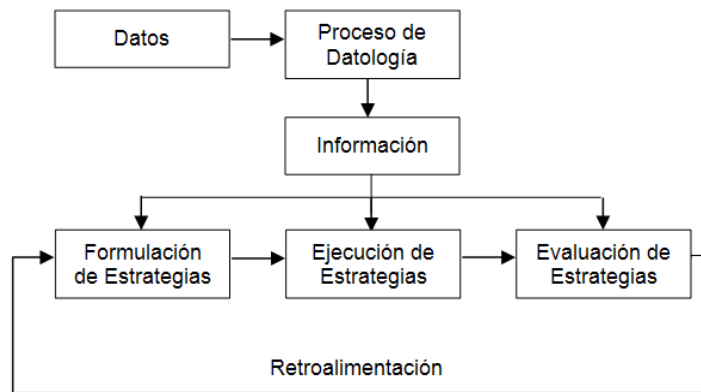 Datos
Proceso de
Datología
Información
Formulación
de Estrategias
Ejecución de
Estrategias
Evaluación de
Estrategias
Retroalimentación